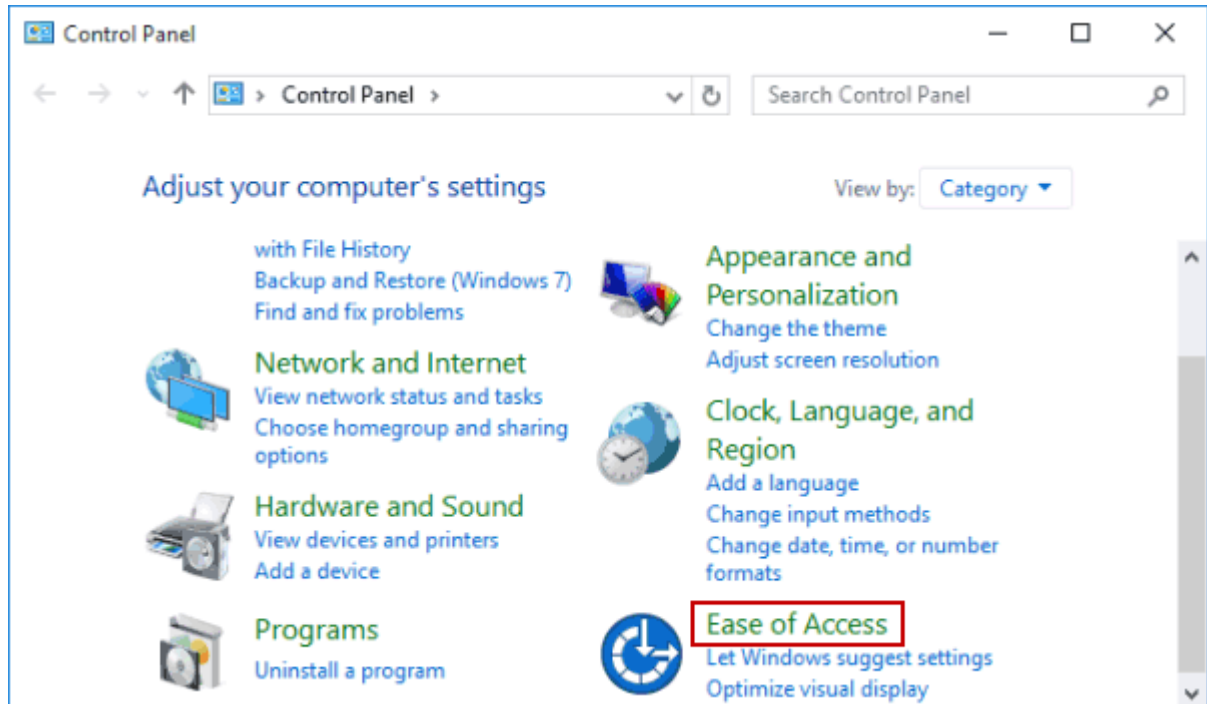 Control Panel
Control Panel
Search Control Panel
Adjust your computer's settings
View by: Category
with File History
Backup and Restore (Windows 7)
Find and fix problems
Network and Internet
View network status and tasks
Choose homegroup and sharing
options
Hardware and Sound
View devices and printers
Add a device
Programs
Uninstall a program
Appearance and
Personalization
Change the theme
Adjust screen resolution
Clock, Language, and
Region
Add a language
Change input methods
Change date, time, or number
formats
Ease of Access
Let Windows suggest settings
Optimize visual display